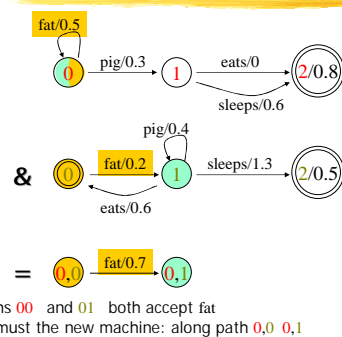 fat/0.5
0 pig/0.3 1 eats/0 2/0.8
sleeps/0.6
pig/0.4
& 0 fat/0.2 1 sleeps/1.3 2/0.5
eats/0.6
= 0,0 fat/0.7 0,1
00 and 01 both accept fat
must the new machine: along path 0,0 0,1